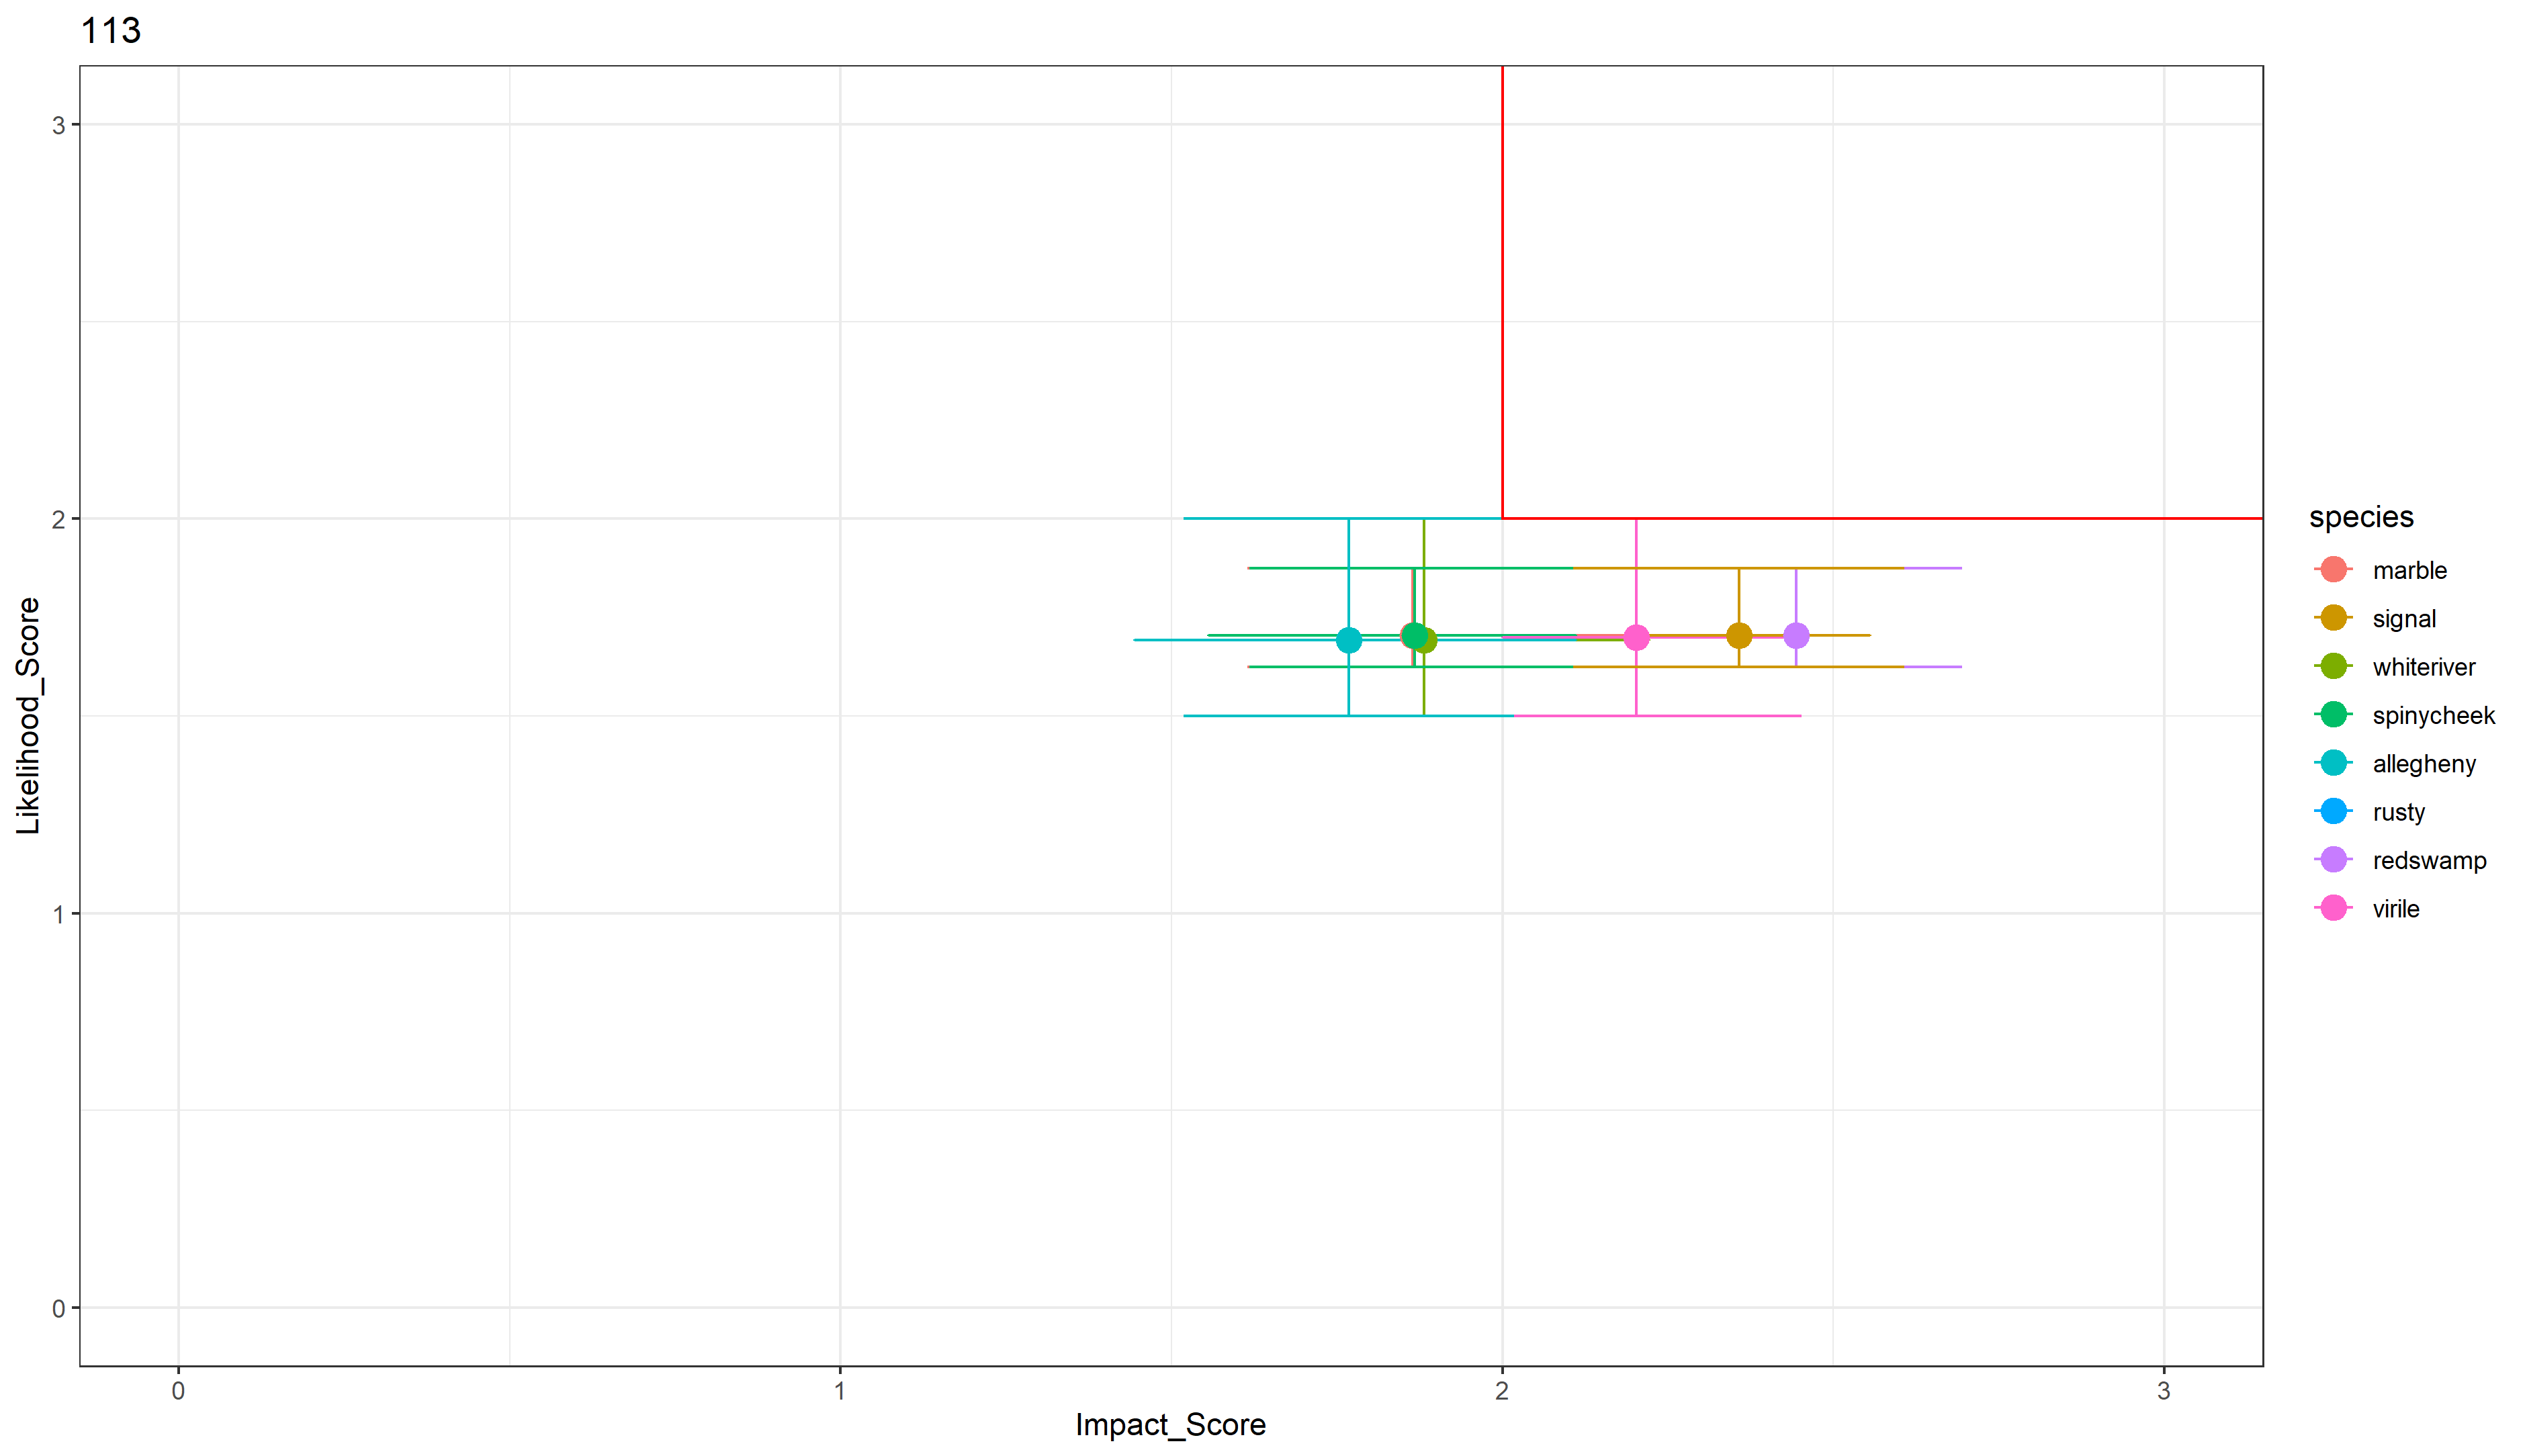 113
3
2
1
0
Likelihood_Score
0 1 2 3
Impact_Score
species
marble
signal
whiteriver
spinycheek
allegheny
rusty
redswamp
virile